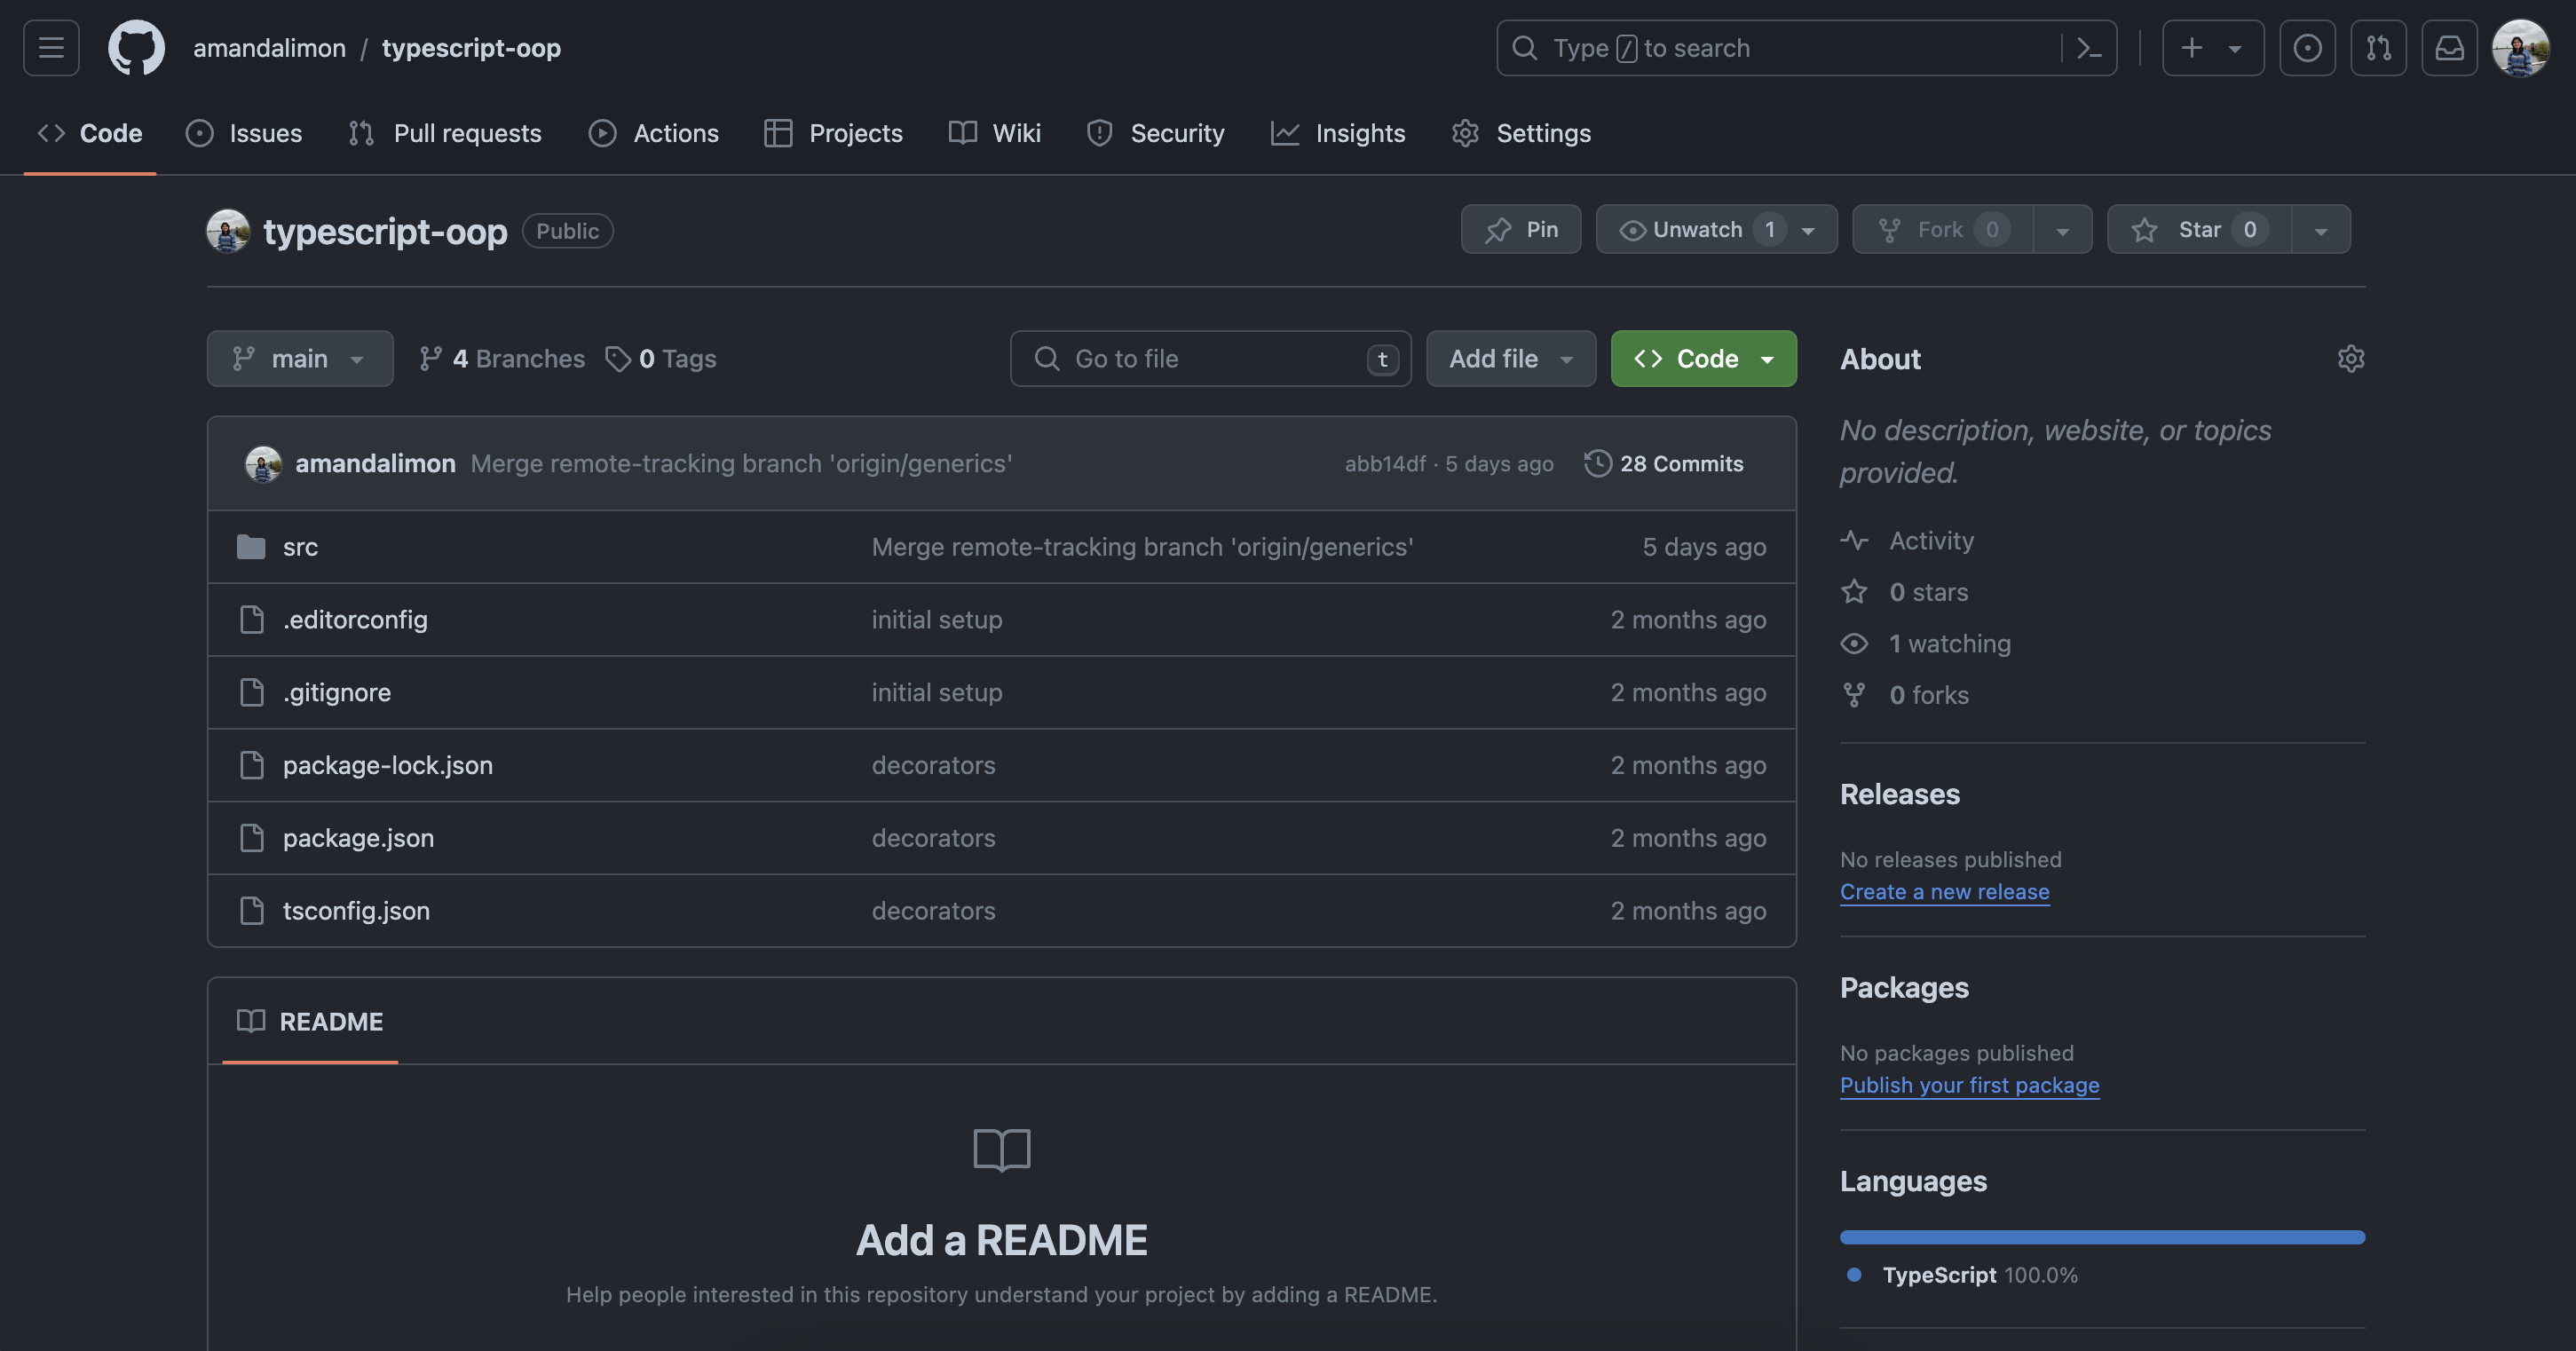 amandalimon / typescript-oop
Type / to search
Code Issues Pull requests Actions Projects Wiki Security Insights Settings
typescript-oop Public
Pin Unwatch 1 Fork 0 Star 0
main 4 Branches 0 Tags
Go to file t Add file Code
amandalimon Merge remote-tracking branch 'origin/generics' abb14df · 5 days ago 28 Commits
src Merge remote-tracking branch 'origin/generics' 5 days ago
.editorconfig initial setup 2 months ago
.gitignore initial setup 2 months ago
package-lock.json decorators 2 months ago
package.json decorators 2 months ago
tsconfig.json decorators 2 months ago
README
Add a README
Help people interested in this repository understand your project by adding a README.
About
No description, website, or topics
provided.
Activity
0 stars
1 watching
0 forks
Releases
No releases published
Create a new release
Packages
No packages published
Publish your first package
Languages
TypeScript 100.0%